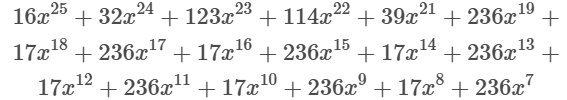 16x^{25} + 32x^{24} + 123x^{23} + 114x^{22} + 39x^{21} + 236x^{19} +
17x^{18} + 236x^{17} + 17x^{16} + 236x^{15} + 17x^{14} + 236x^{13} +
17x^{12} + 236x^{11} + 17x^{10} + 236x^{9} + 17x^{8} + 236x^{7}